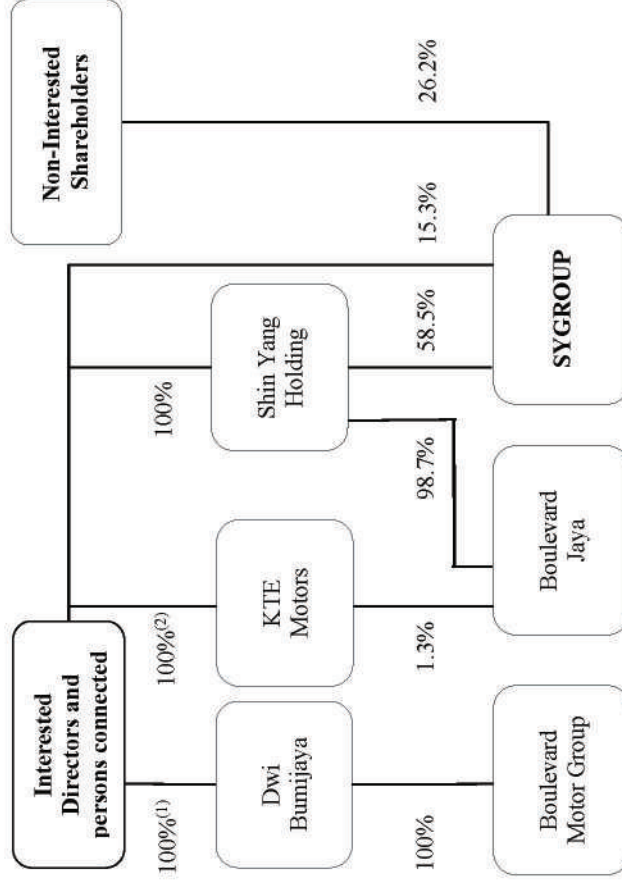 Interested
Directors and
persons connected
Non-Interested
Shareholders
100%(1)
100%(2)
100%
Dwi
Bumijaya
KTE
Motors
Shin Yang
Holding
100%
1.3%
98.7%
58.5%
15.3%
26.2%
Boulevard
Motor Group
Boulevard
Jaya
SYGROUP